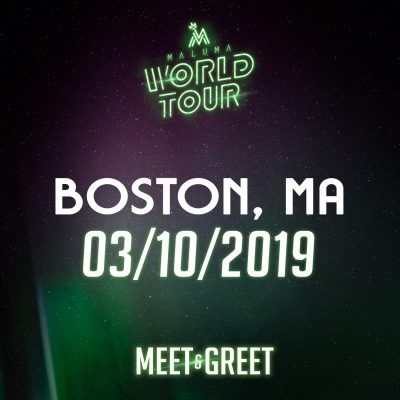 MALUMA
WORLD
TOUR
BOSTON, MA
03/10/2019
MEET&GREET